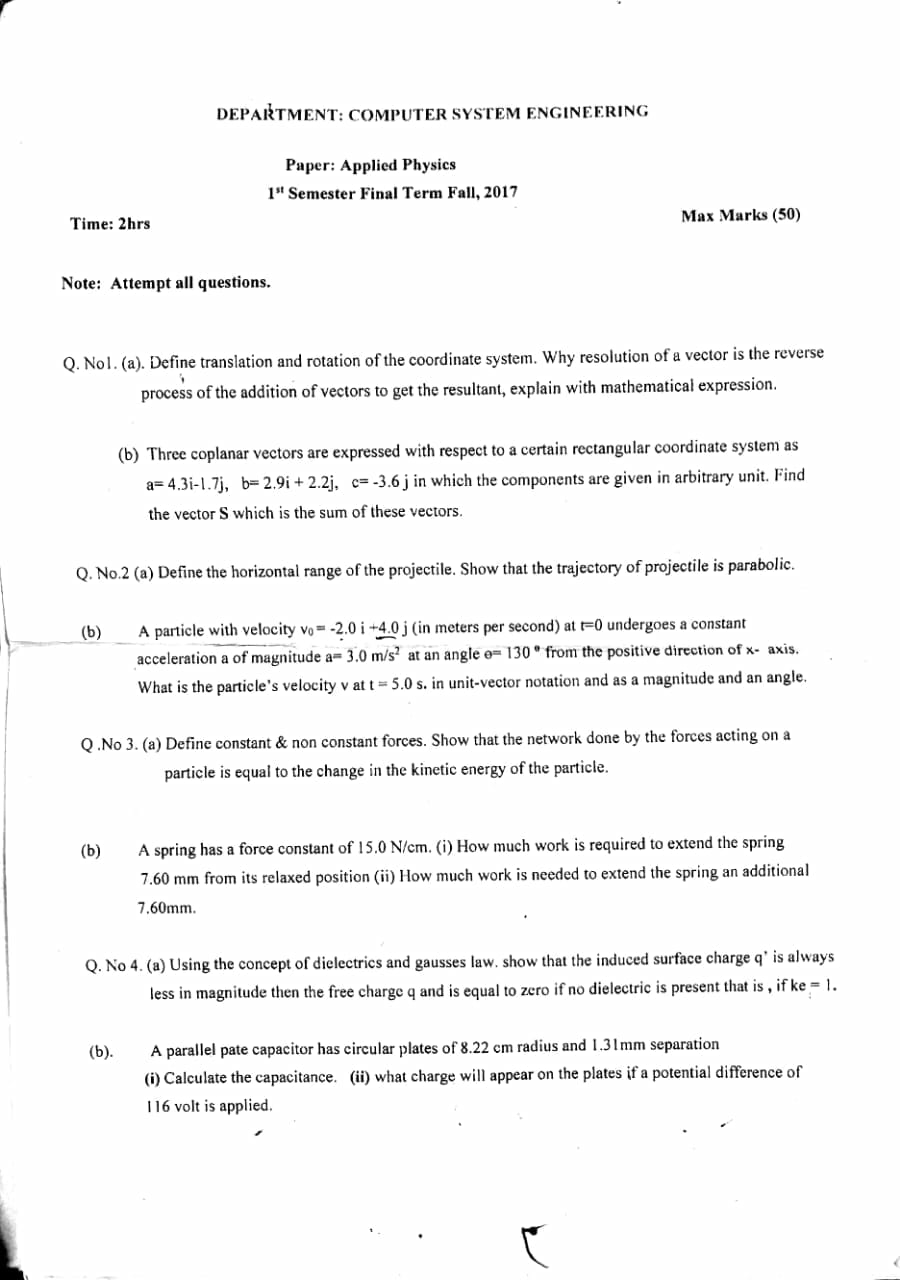 DEPARTMENT: COMPUTER SYSTEM ENGINEERING
Paper: Applied Physics
1st Semester Final Term Fall, 2017
Time: 2hrs
Max Marks (50)
Note: Attempt all questions.
Q. No1. (a). Define translation and rotation of the coordinate system. Why resolution of a vector is the reverse
process of the addition of vectors to get the resultant, explain with mathematical expression.
(b) Three coplanar vectors are expressed with respect to a certain rectangular coordinate system as
a= 4.3i-1.7j, b= 2.9i + 2.2j, c= -3.6 j in which the components are given in arbitrary unit. Find
the vector S which is the sum of these vectors.
Q. No.2 (a) Define the horizontal range of the projectile. Show that the trajectory of projectile is parabolic.
(b) A particle with velocity v₀ = -2.0 i +4.0 j (in meters per second) at t=0 undergoes a constant
acceleration a of magnitude a= 3.0 m/s² at an angle ɵ= 130 ° from the positive direction of x- axis.
What is the particle's velocity v at t = 5.0 s. in unit-vector notation and as a magnitude and an angle.
Q .No 3. (a) Define constant & non constant forces. Show that the network done by the forces acting on a
particle is equal to the change in the kinetic energy of the particle.
(b) A spring has a force constant of 15.0 N/cm. (i) How much work is required to extend the spring
7.60 mm from its relaxed position (ii) How much work is needed to extend the spring an additional
7.60mm.
Q. No 4. (a) Using the concept of dielectrics and gausses law. show that the induced surface charge q' is always
less in magnitude then the free charge q and is equal to zero if no dielectric is present that is , if ke = 1.
(b). A parallel pate capacitor has circular plates of 8.22 cm radius and 1.31mm separation
(i) Calculate the capacitance. (ii) what charge will appear on the plates if a potential difference of
116 volt is applied.